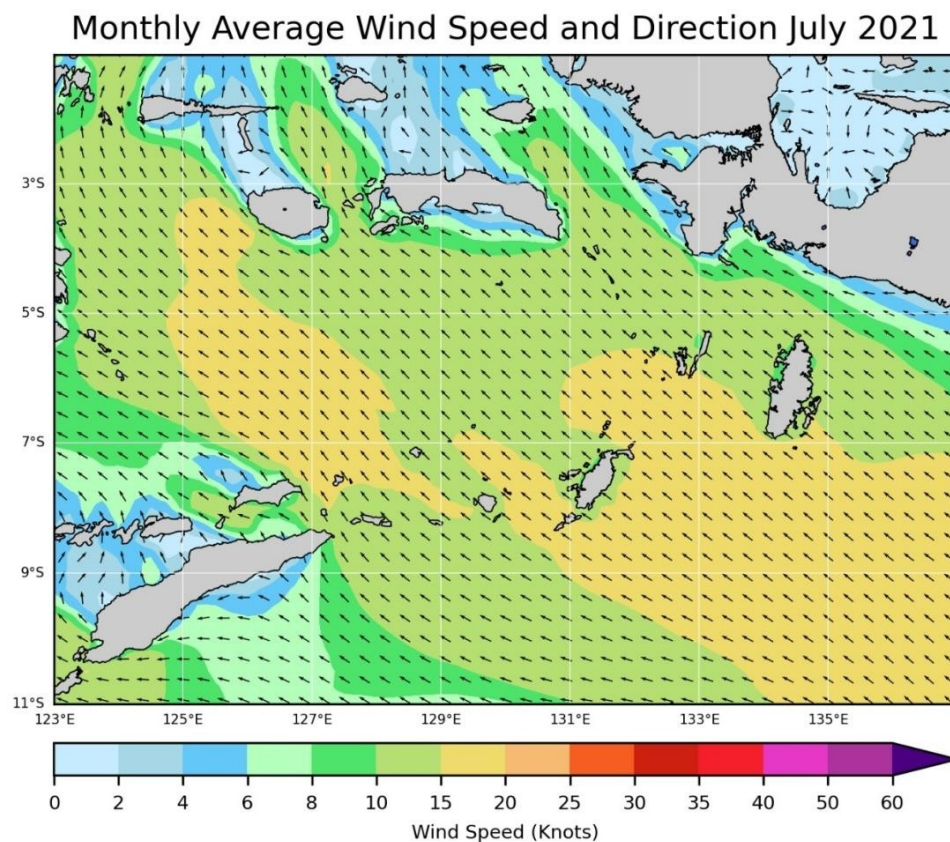 Monthly Average Wind Speed and Direction July 2021
3°S
5°S
7°S
9°S
11°S
123°E 125°E 127°E 129°E 131°E 133°E 135°E
0 2 4 6 8 10 15 20 25 30 35 40 50 60
Wind Speed (Knots)